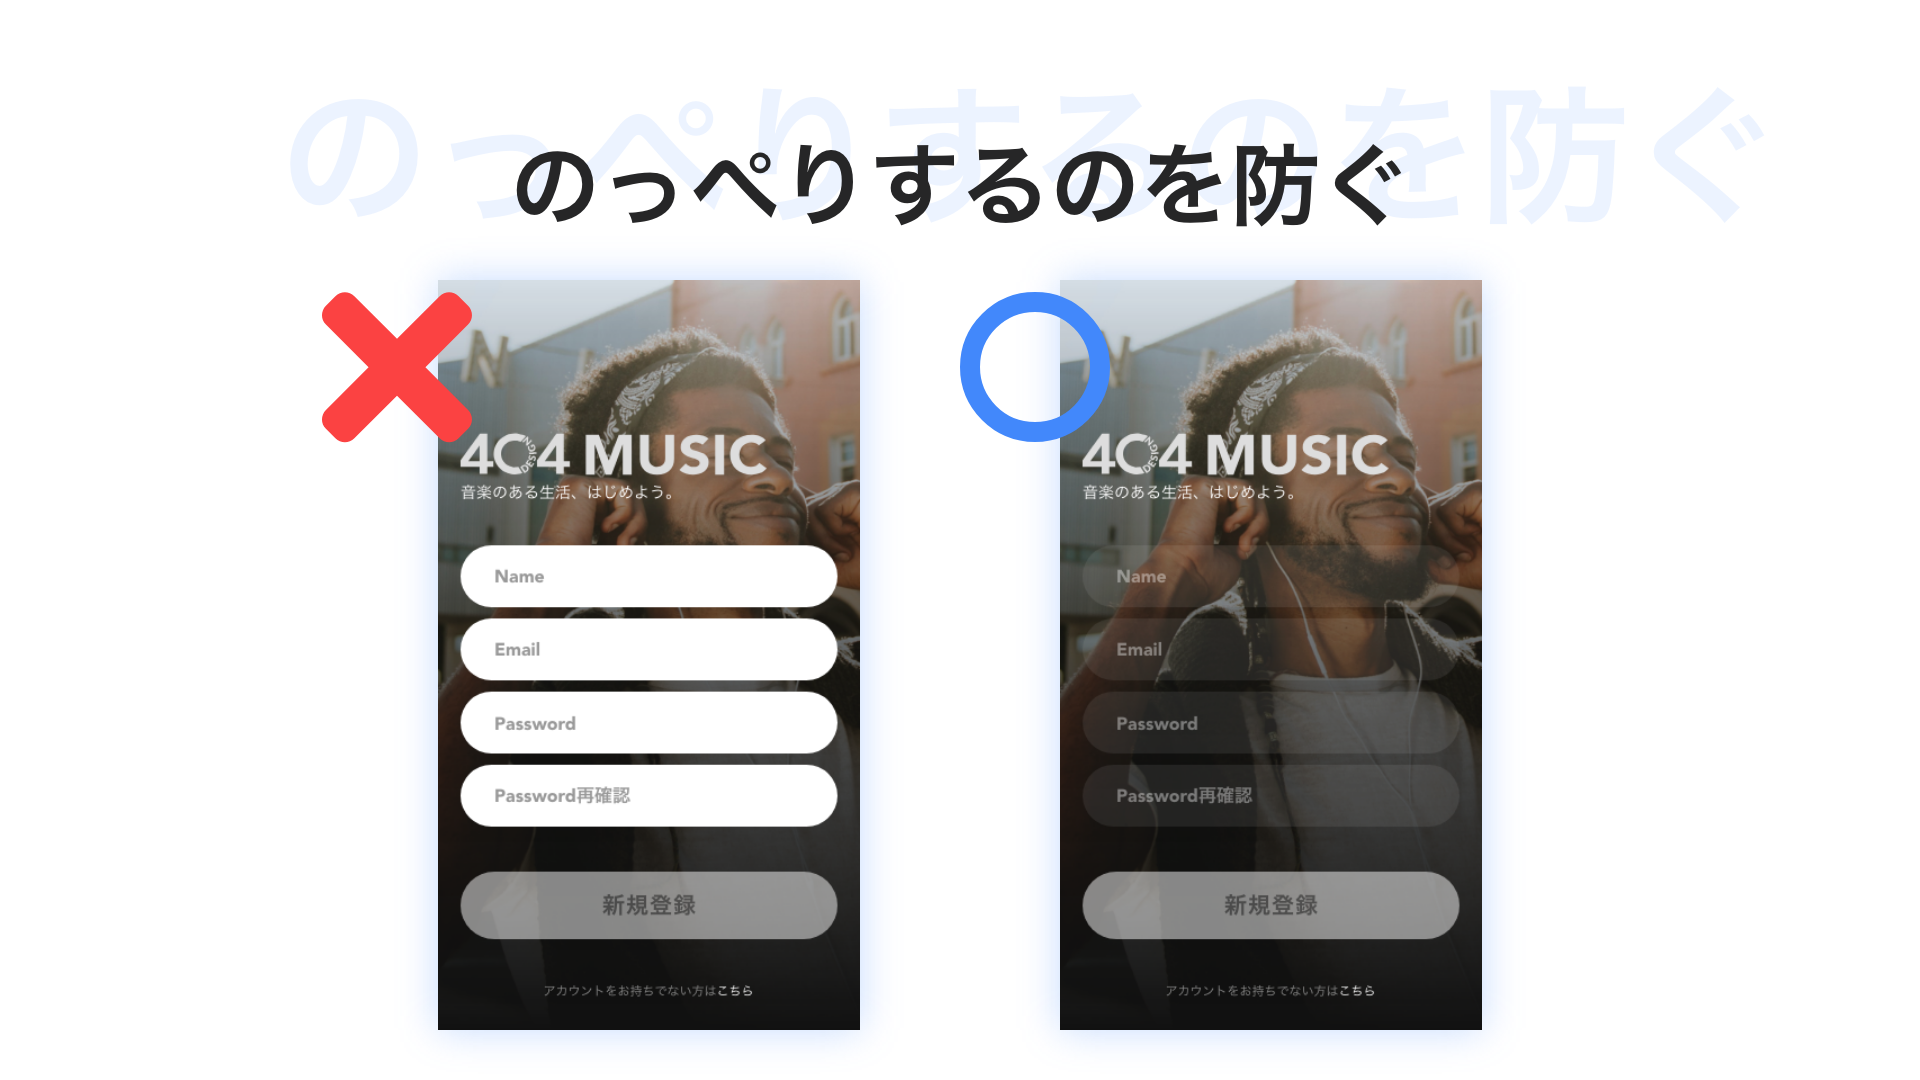 のっぺりするのを防ぐ
のっぺりするのを防ぐ
N
404 MUSIC
DESIGN
音楽のある生活、はじめよう。
Name
Email
Password
Password再確認
新規登録
アカウントをお持ちでない方はこちら
N
404 MUSIC
DESIGN
音楽のある生活、はじめよう。
Name
Email
Password
Password再確認
新規登録
アカウントをお持ちでない方はこちら